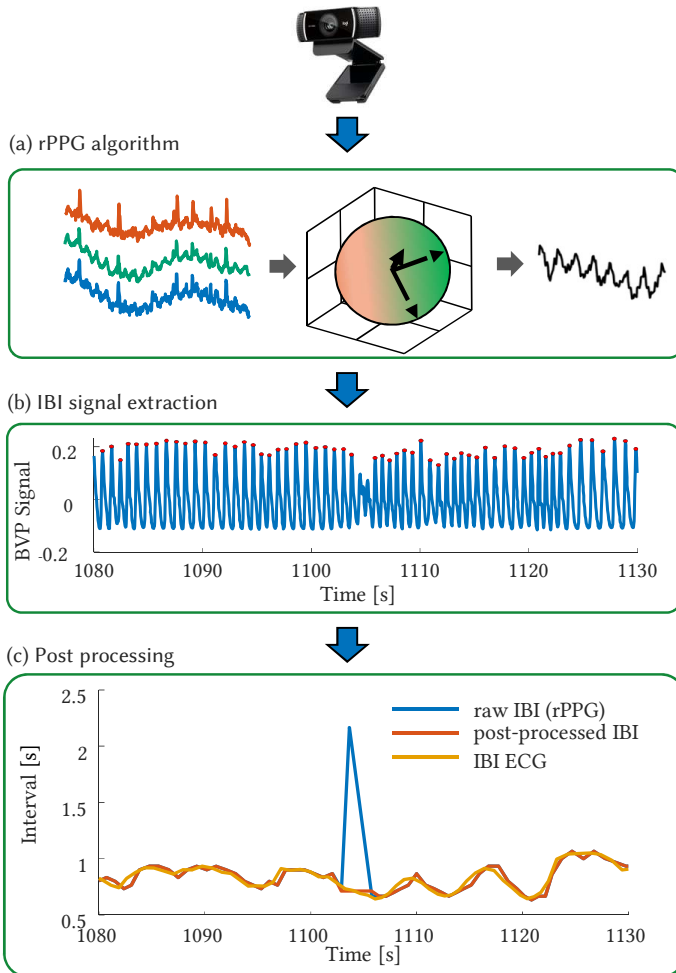 (a) rPPG algorithm
(b) IBI signal extraction
BVP Signal
0.2
0
-0.2
1080 1090 1100 1110 1120 1130
Time [s]
(c) Post processing
Interval [s]
2.5
2
1.5
1
0.5
raw IBI (rPPG)
post-processed IBI
IBI ECG
1080 1090 1100 1110 1120 1130
Time [s]